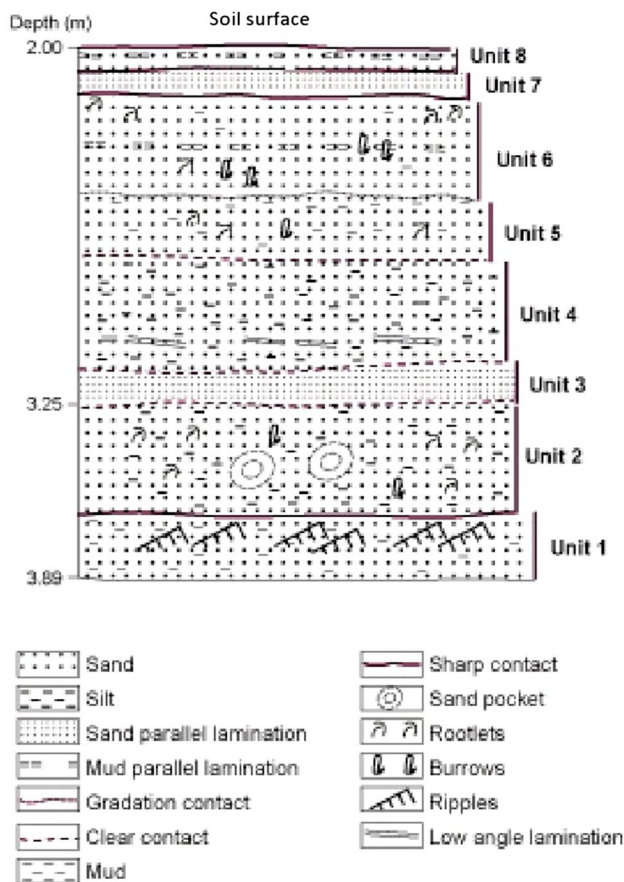 Soil surface
Depth (m)
2.00
Unit 8
Unit 7
Unit 6
Unit 5
Unit 4
Unit 3
3.25
Unit 2
Unit 1
3.89
Sand
Silt
Sand parallel lamination
Mud parallel lamination
Gradation contact
Clear contact
Mud
Sharp contact
Sand pocket
Rootlets
Burrows
Ripples
Low angle lamination